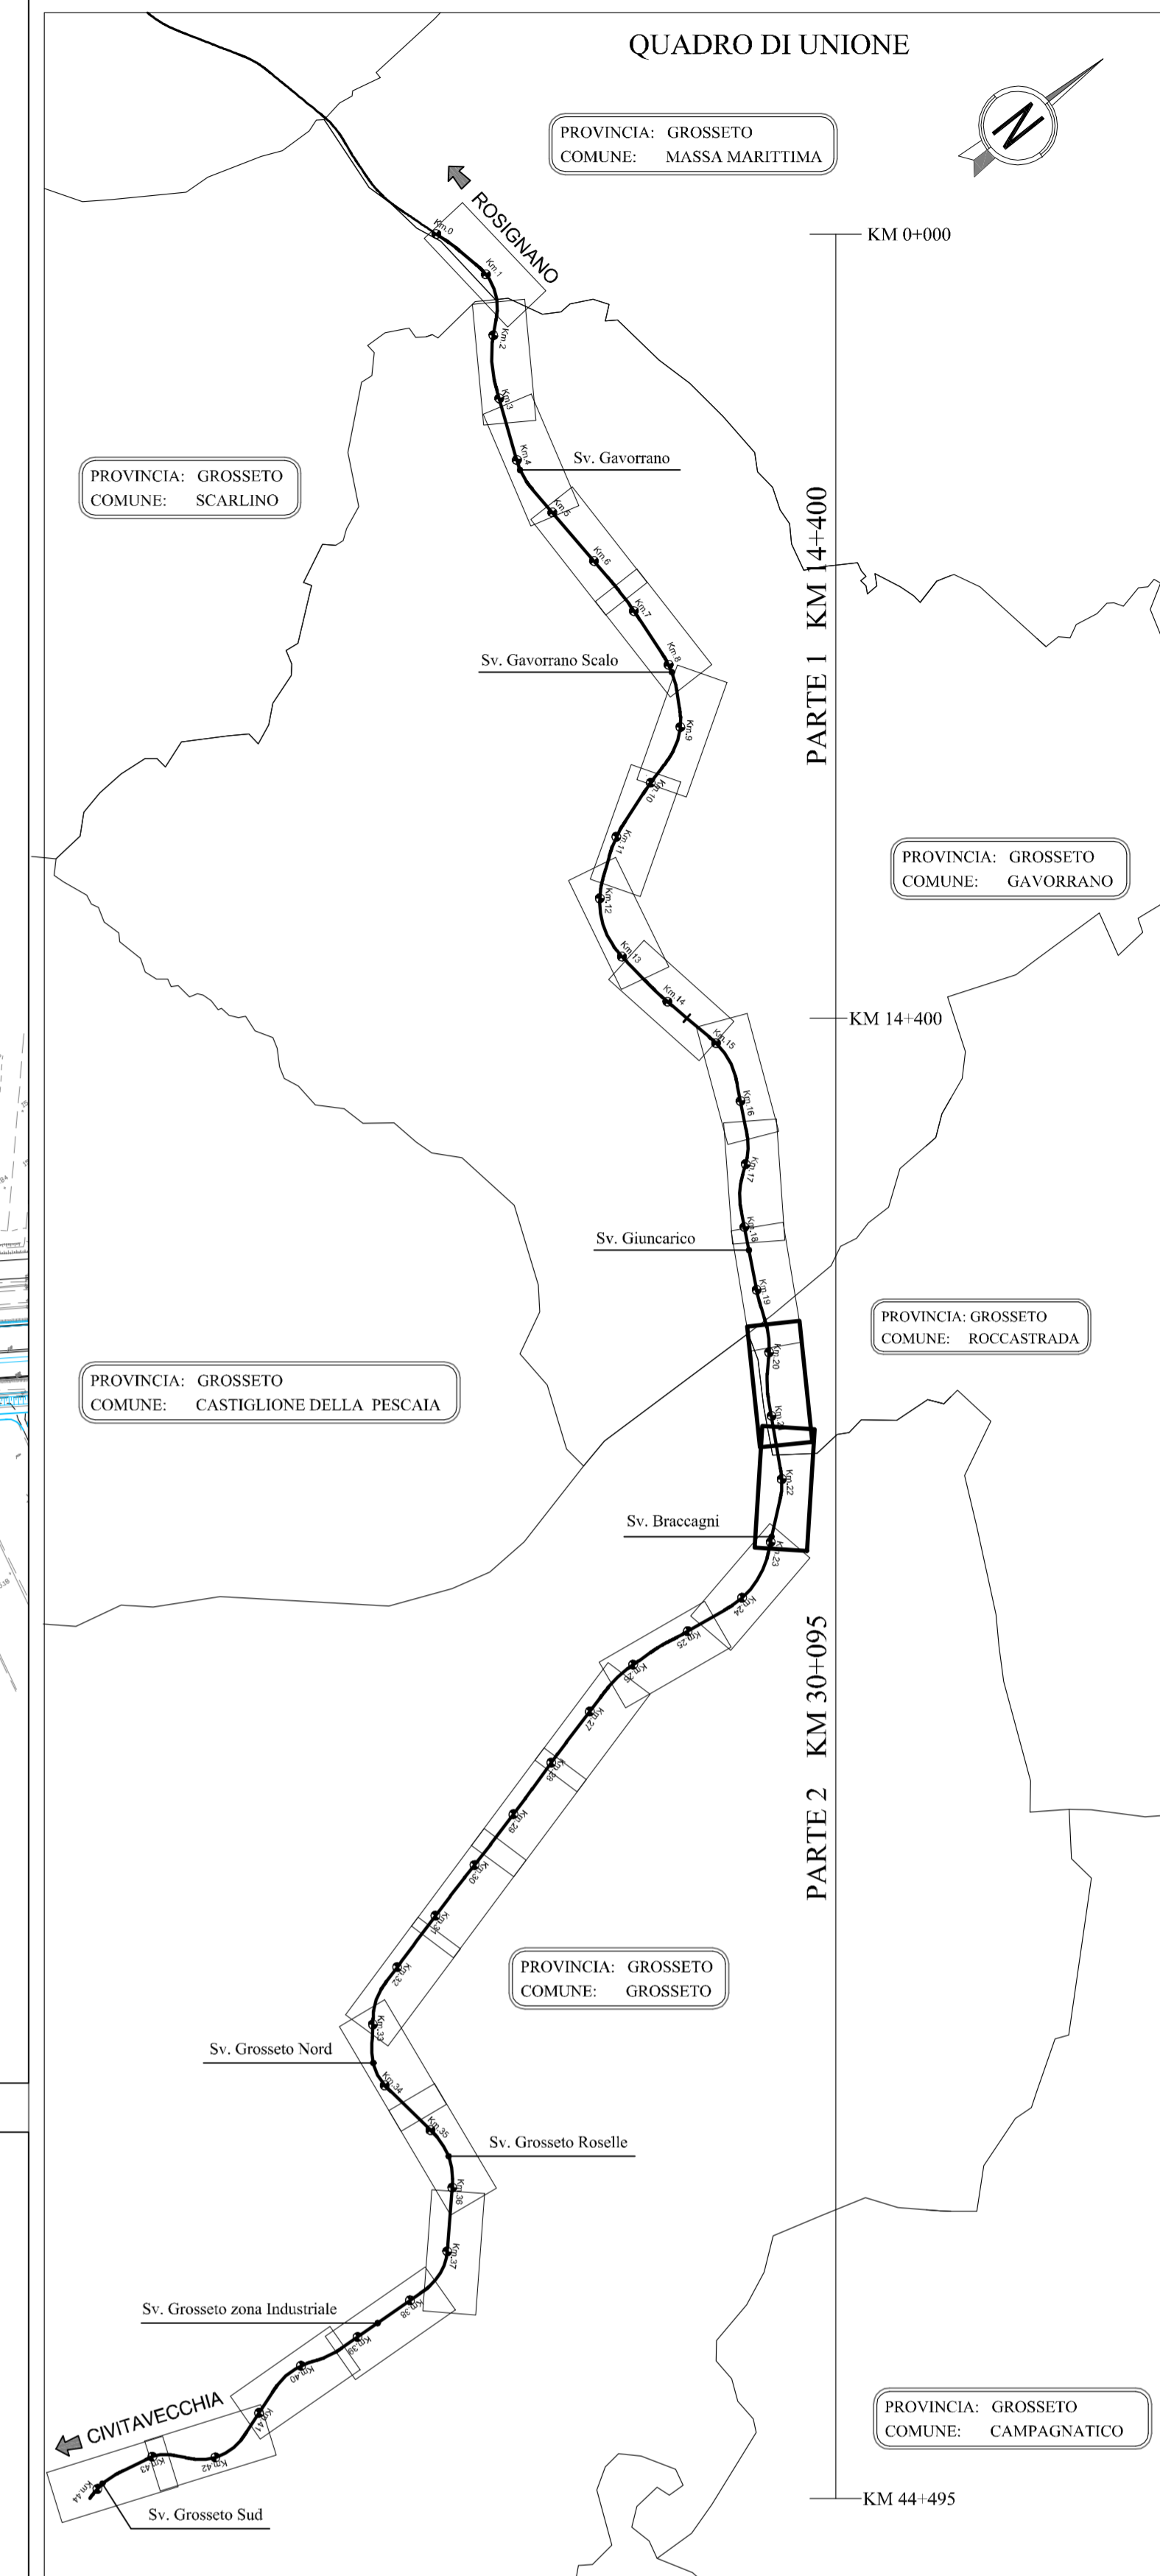 QUADRO DI UNIONE
N
PROVINCIA: GROSSETO
COMUNE: MASSA MARITTIMA
ROSIGNANO
KM 0+000
Km.0
Km.1
Km.2
Km.3
Km.4
Sv. Gavorrano
PROVINCIA: GROSSETO
COMUNE: SCARLINO
Km.5
Km.6
Km.7
PARTE 1 KM 14+400
Km.8
Sv. Gavorrano Scalo
Km.9
Km.10
Km.11
PROVINCIA: GROSSETO
COMUNE: GAVORRANO
Km.12
Km.13
Km.14
KM 14+400
Km.15
Km.16
Km.17
Km.18
Sv. Giuncarico
Km.19
PROVINCIA: GROSSETO
COMUNE: ROCCASTRADA
Km.20
PROVINCIA: GROSSETO
COMUNE: CASTIGLIONE DELLA PESCAIA
Km.22
Sv. Braccagni
Km.23
Km.24
Km.25
Km.26
PARTE 2 KM 30+095
Km.27
Km.28
Km.29
Km.30
Km.31
Km.32
PROVINCIA: GROSSETO
COMUNE: GROSSETO
Km.33
Sv. Grosseto Nord
Km.34
Km.35
Sv. Grosseto Roselle
Km.36
Km.37
Km.38
Sv. Grosseto zona Industriale
Km.39
Km.40
Km.41
CIVITAVECCHIA
Km.42
Km.43
Km.44
PROVINCIA: GROSSETO
COMUNE: CAMPAGNATICO
KM 44+495
Sv. Grosseto Sud